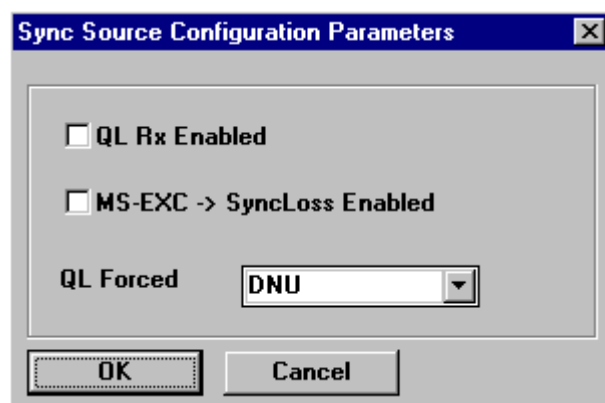 Sync Source Configuration Parameters
QL Rx Enabled
MS-EXC -> SyncLoss Enabled
QL Forced DNU
OK Cancel